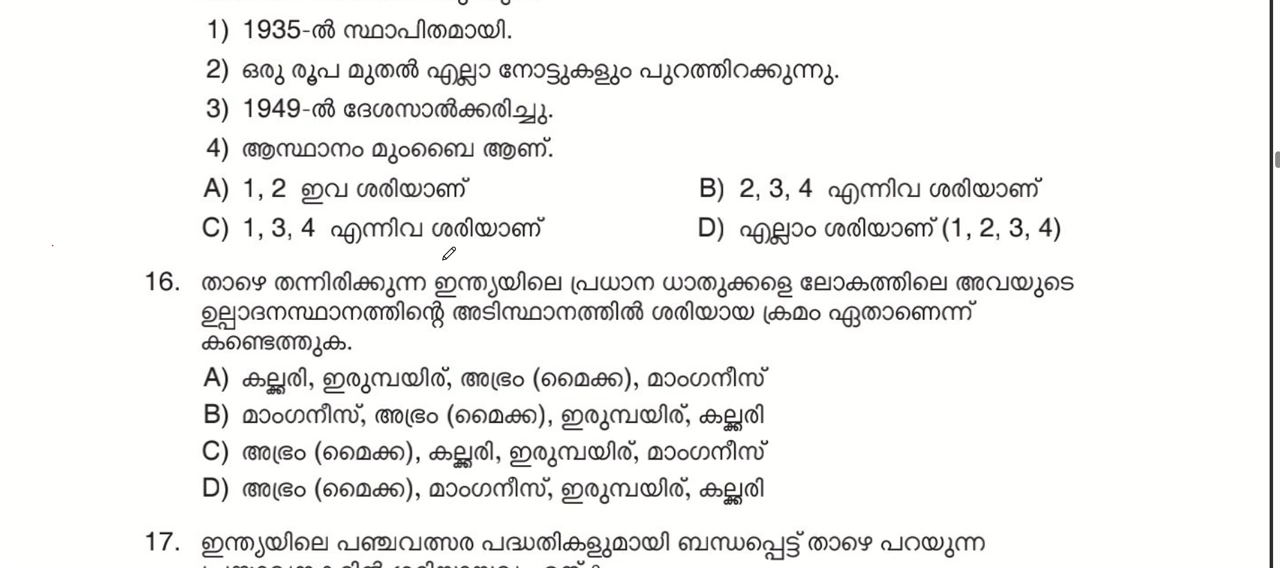 1) 1935-ൽ സ്ഥാപിതമായി.
2) ഒരു രൂപ മുതൽ എല്ലാ നോട്ടുകളും പുറത്തിറക്കുന്നു.
3) 1949-ൽ ദേശസാൽക്കരിച്ചു.
4) ആസ്ഥാനം മുംബൈ ആണ്.
A) 1, 2 ഇവ ശരിയാണ് B) 2, 3, 4 എന്നിവ ശരിയാണ്
C) 1, 3, 4 എന്നിവ ശരിയാണ് D) എല്ലാം ശരിയാണ് (1, 2, 3, 4)
16. താഴെ തന്നിരിക്കുന്ന ഇന്ത്യയിലെ പ്രധാന ധാതുക്കളെ ലോകത്തിലെ അവയുടെ
ഉല്പാദനസ്ഥാനത്തിന്റെ അടിസ്ഥാനത്തിൽ ശരിയായ ക്രമം ഏതാണെന്ന്
കണ്ടെത്തുക.
A) കല്ക്കരി, ഇരുമ്പയിര്, അഭ്രം (മൈക്ക), മാംഗനീസ്
B) മാംഗനീസ്, അഭ്രം (മൈക്ക), ഇരുമ്പയിര്, കല്ക്കരി
C) അഭ്രം (മൈക്ക), കല്ക്കരി, ഇരുമ്പയിര്, മാംഗനീസ്
D) അഭ്രം (മൈക്ക), മാംഗനീസ്, ഇരുമ്പയിര്, കല്ക്കരി
17. ഇന്ത്യയിലെ പഞ്ചവത്സര പദ്ധതികളുമായി ബന്ധപ്പെട്ട് താഴെ പറയുന്ന